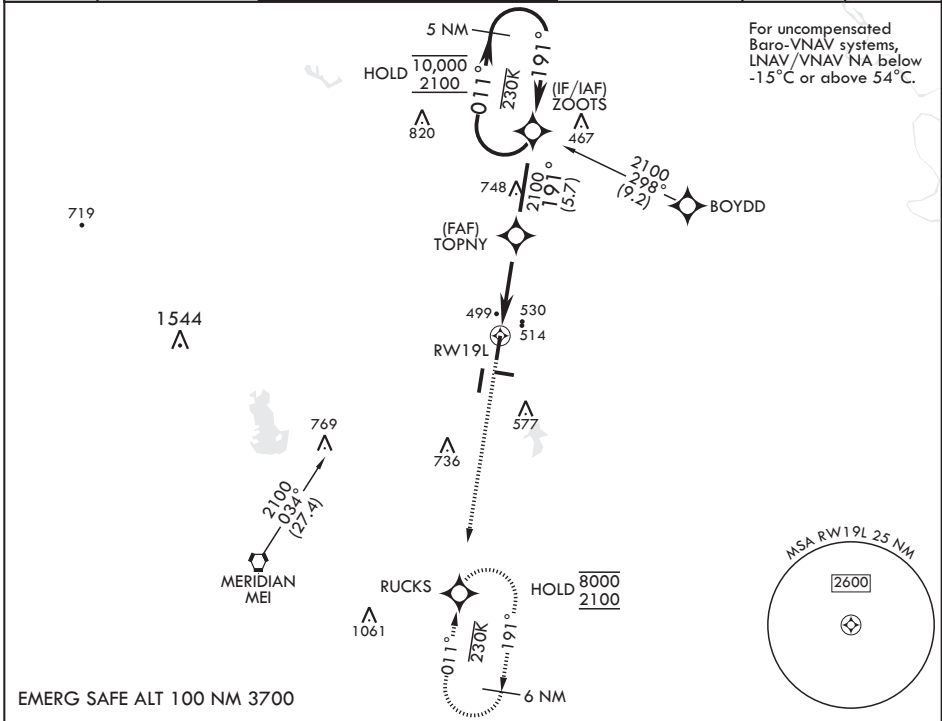 5 NM
HOLD 10,000
2100
011°
230K
191°
For uncompensated
Baro-VNAV systems,
LNAV/VNAV NA below
-15°C or above 54°C.
(IF/IAF)
ZOOTS
820
467
748
2100
191°
(5.7)
2100
298°
(9.2)
BOYDD
719
(FAF)
TOPNY
1544
499
530
514
RW19L
769
577
736
2100
034°
(27.4)
MERIDIAN
MEI
RUCKS
HOLD 8000
2100
1061
011°
230K
191°
6 NM
MSA RW19L 25 NM
2600
EMERG SAFE ALT 100 NM 3700